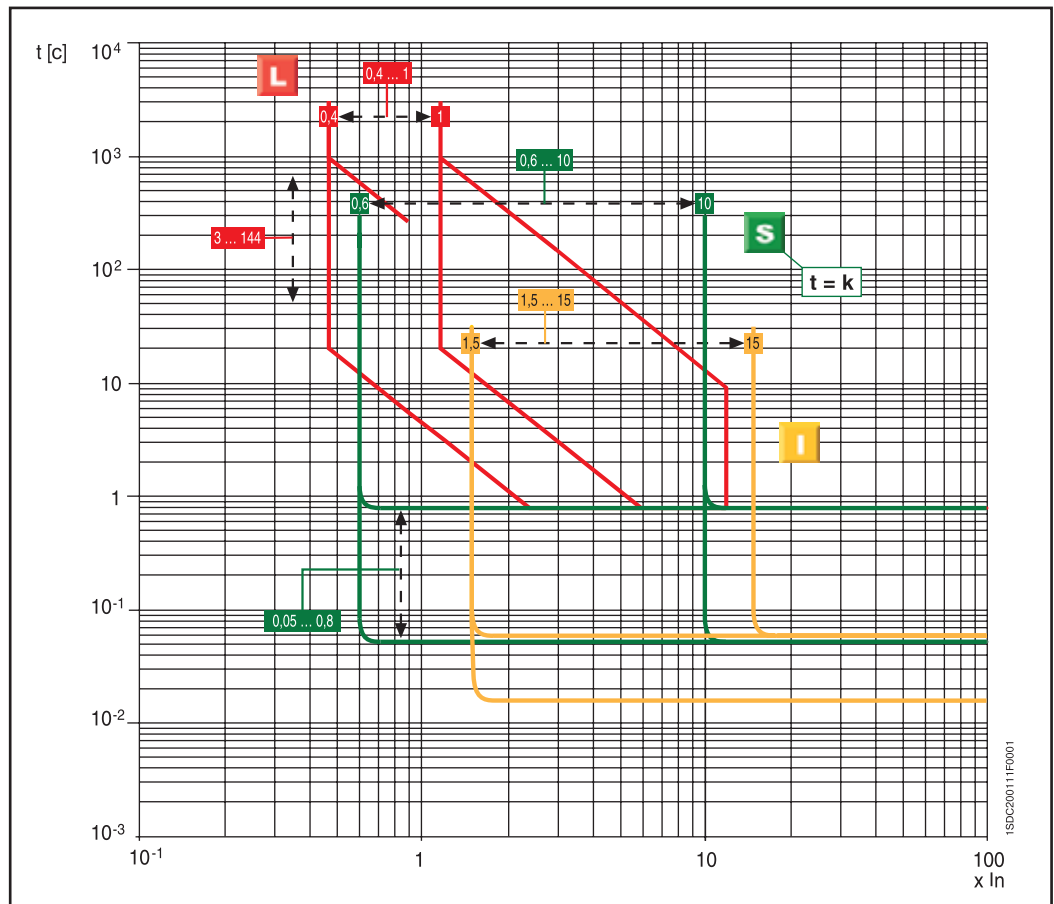 t [c]
10⁴
L
0,4 ... 1
0,4
1
10³
0,6 ... 10
0,6
10
S
3 ... 144
10²
t = k
1,5 ... 15
1,5
15
10
I
1
10⁻¹
0,05 ... 0,8
10⁻²
10⁻³
10⁻¹
1
10
100
x In
1SDC200111F0001